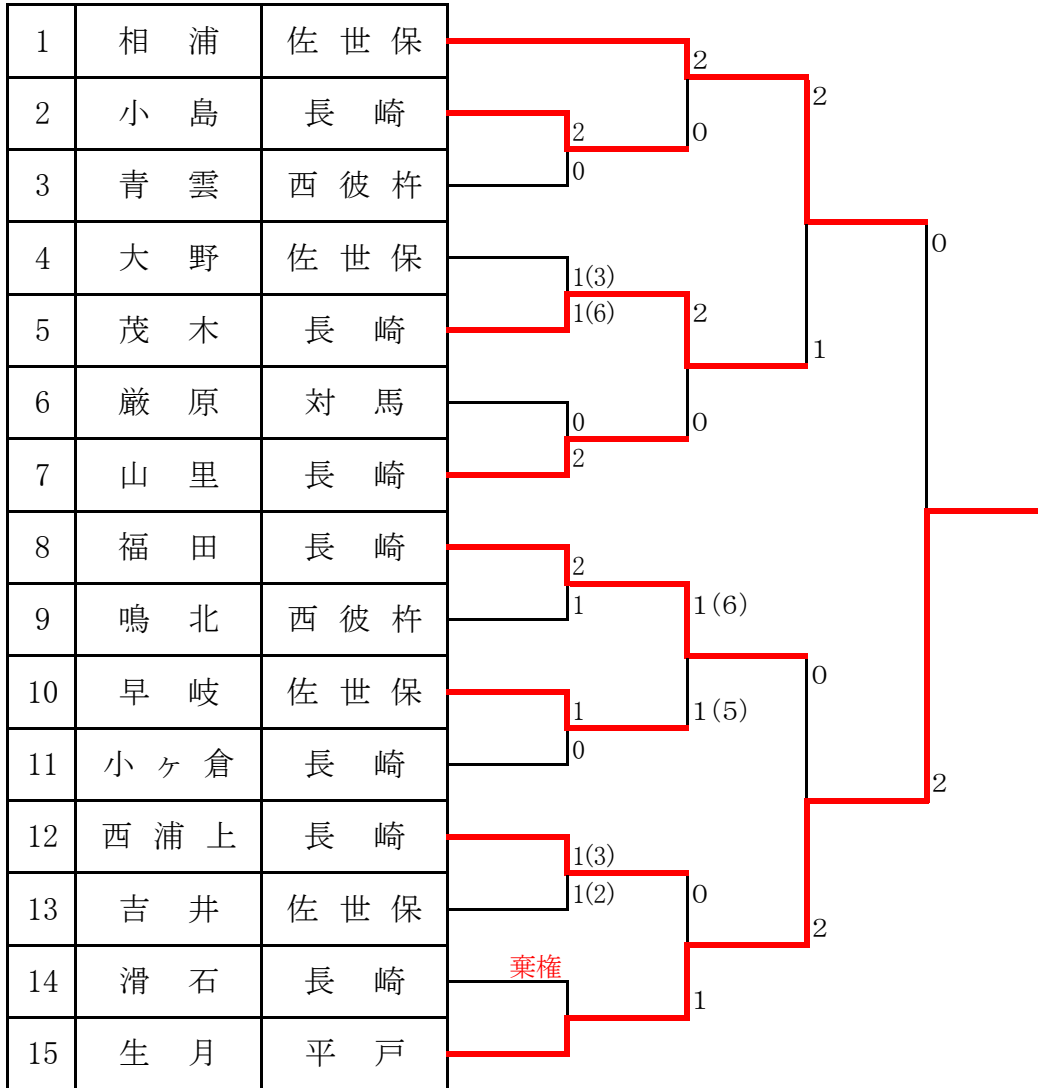 1 相浦 佐世保
2 小島 長崎
3 青雲 西彼杵
4 大野 佐世保
5 茂木 長崎
6 厳原 対馬
7 山里 長崎
8 福田 長崎
9 鳴北 西彼杵
10 早岐 佐世保
11 小ヶ倉 長崎
12 西浦上 長崎
13 吉井 佐世保
14 滑石 長崎
15 生月 平戸
2
0
1(3)
1(6)
0
2
2
1
1
0
1(3)
1(2)
棄権
2
0
2
0
1(6)
1(5)
0
1
2
1
0
2
0
2